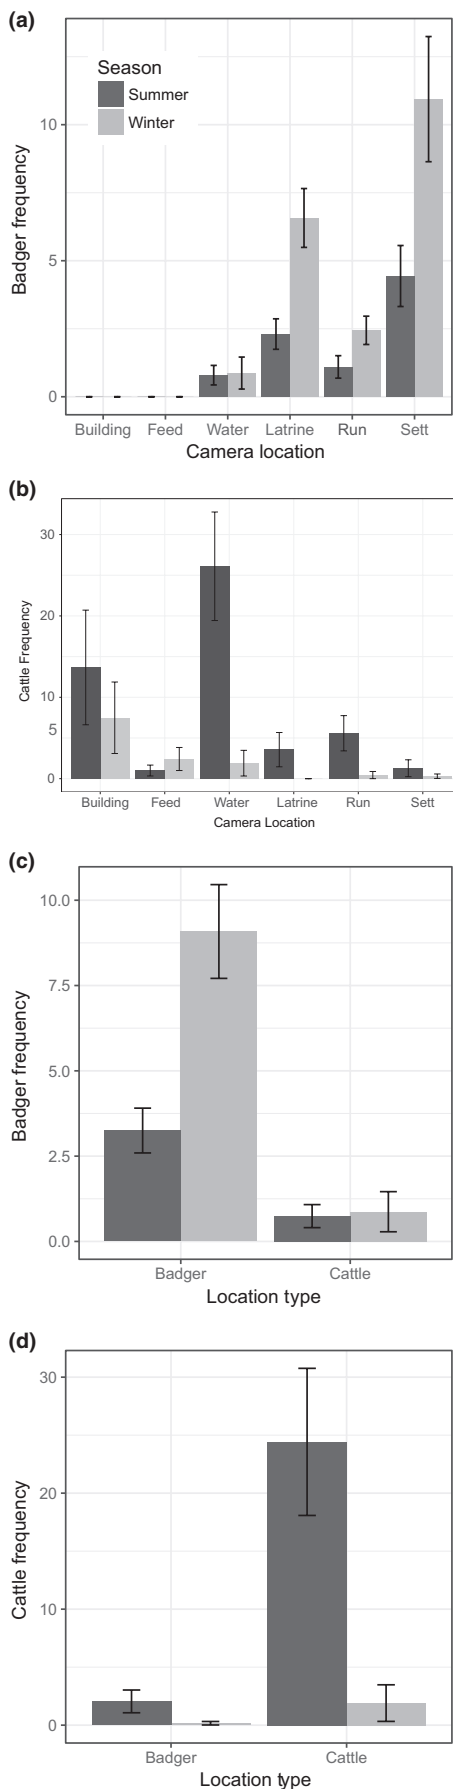 (a)
Season
Summer
Winter
Badger frequency
10
5
0
Building Feed Water Latrine Run Sett
Camera location
(b)
Cattle Frequency
30
20
10
5
0
Building Feed Water Latrine Run Sett
Camera Location
(c)
Badger frequency
10.0
7.5
5.0
2.5
0.0
Badger Cattle
Location type
(d)
Cattle frequency
30
20
10
0
Badger Cattle
Location type